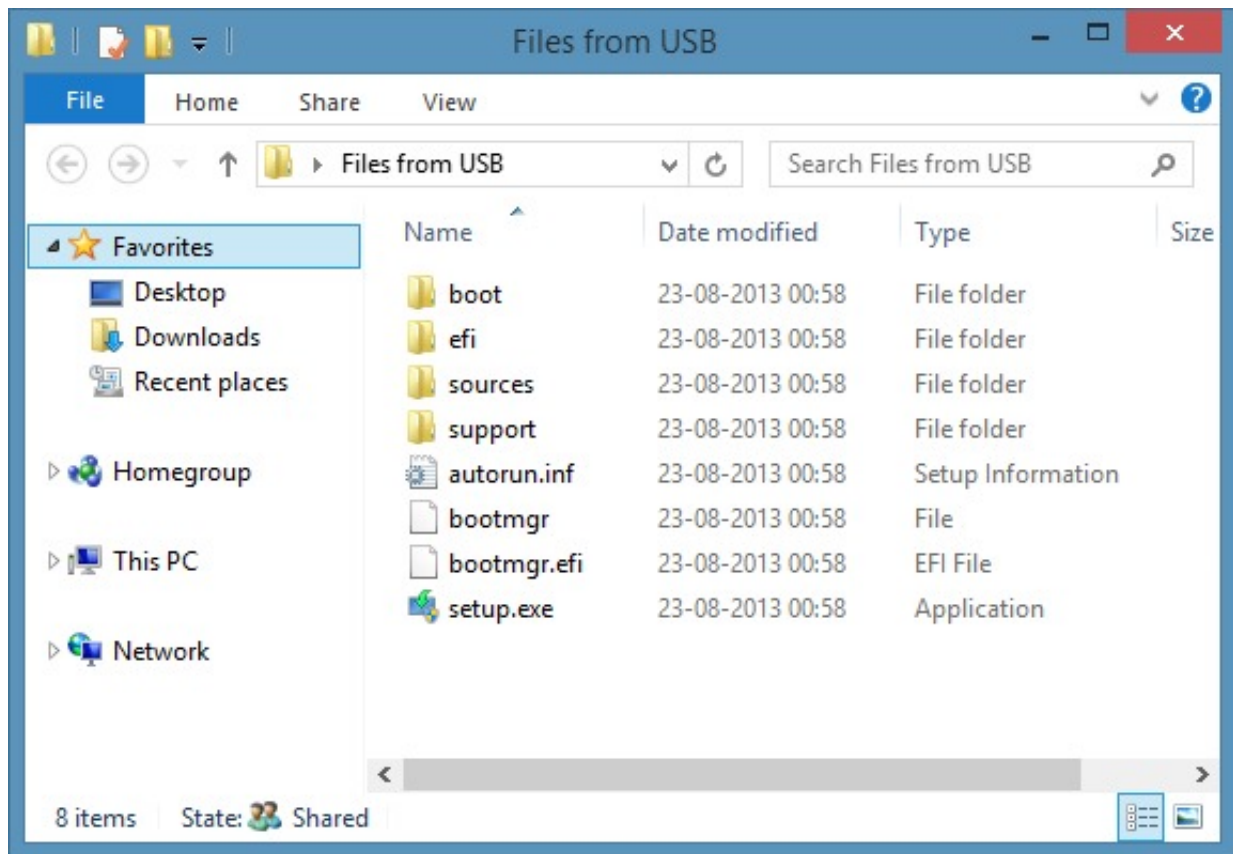 Files from USB
File Home Share View
Files from USB Search Files from USB
Favorites
Desktop
Downloads
Recent places
Homegroup
This PC
Network
Name Date modified Type Size
boot 23-08-2013 00:58 File folder
efi 23-08-2013 00:58 File folder
sources 23-08-2013 00:58 File folder
support 23-08-2013 00:58 File folder
autorun.inf 23-08-2013 00:58 Setup Information
bootmgr 23-08-2013 00:58 File
bootmgr.efi 23-08-2013 00:58 EFI File
setup.exe 23-08-2013 00:58 Application
8 items State: Shared